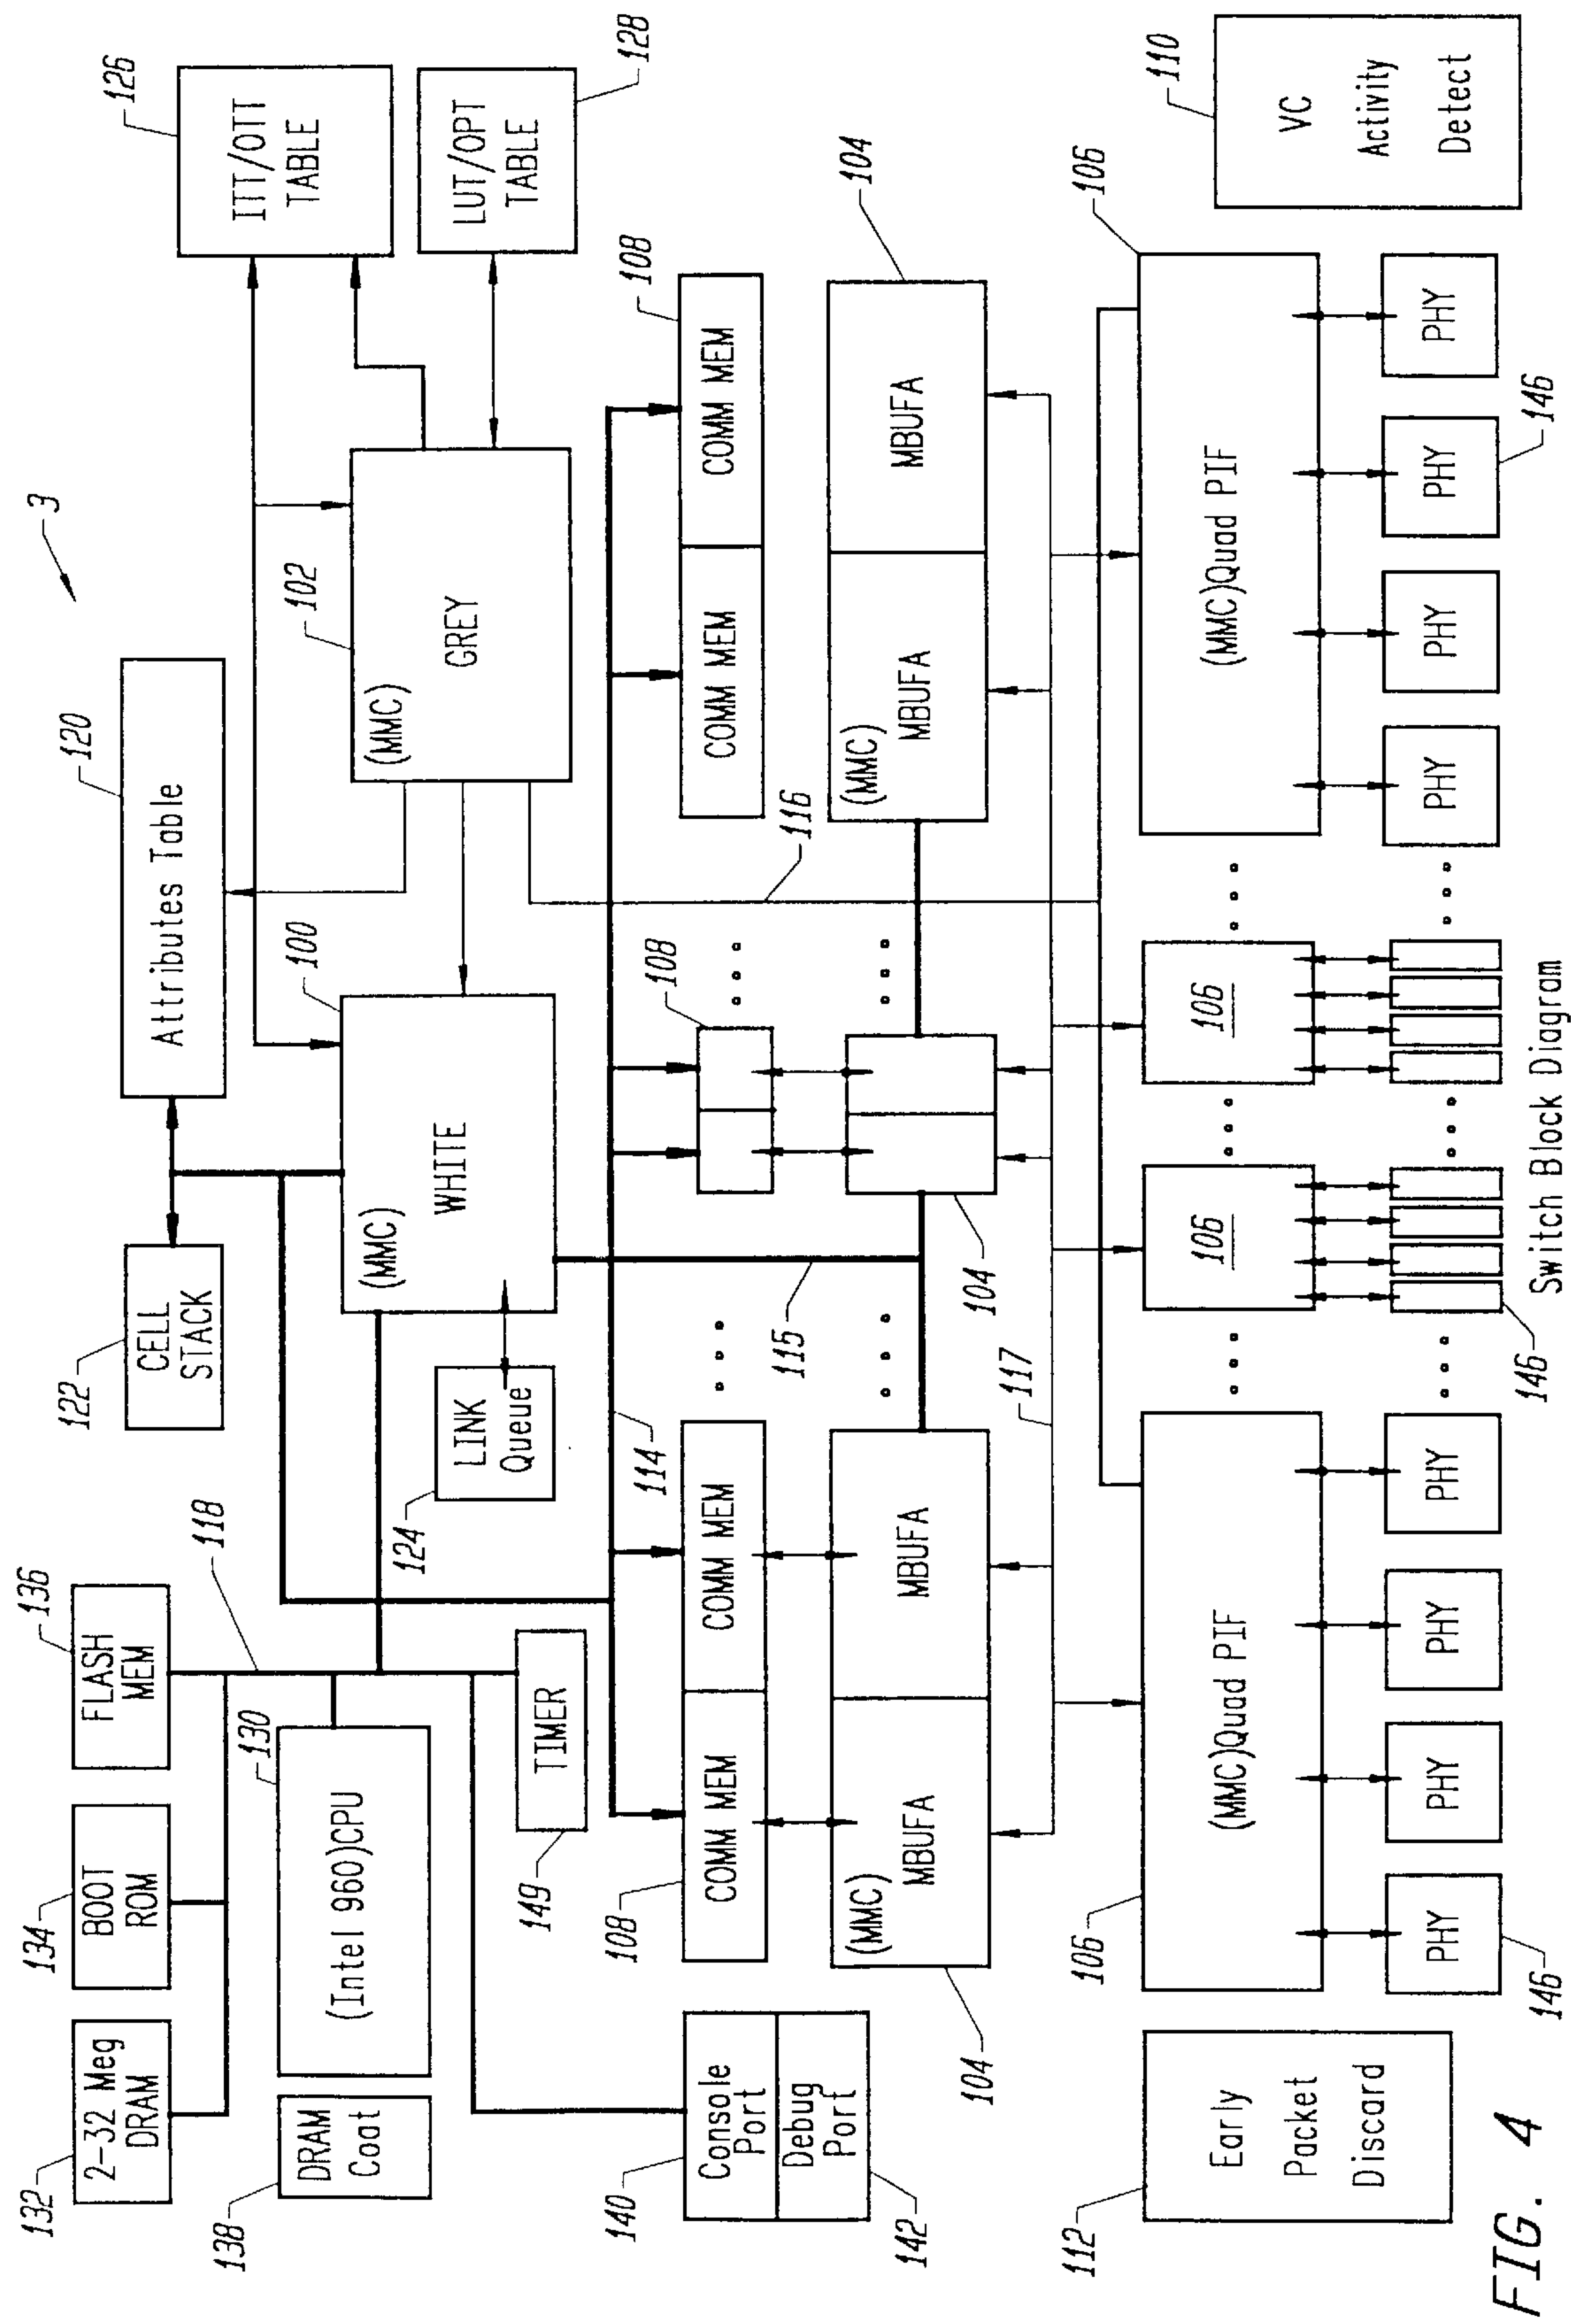 132
2-32 Meg
DRAM
134
BOOT
ROM
136
FLASH
MEM
118
122
CELL
STACK
120
Attributes Table
3
126
ITT/OTT
TABLE
128
LUT/OPT
TABLE
138
DRAM
Coat
130
(Intel 960)CPU
124
LINK
Queue
100
(MMC)
WHITE
102
(MMC)
GREY
149
TIMER
140
Console
Port
Debug
Port
142
108
COMM MEM
COMM MEM
114
108
116
COMM MEM
COMM MEM
108
104
(MMC)
MBUFA
MBUFA
115
104
(MMC)
MBUFA
MBUFA
104
117
112
Early
Packet
Discard
106
(MMC)Quad PIF
106
106
(MMC)Quad PIF
106
110
VC
Activity
Detect
146
PHY
PHY
PHY
PHY
146
PHY
PHY
PHY
PHY
146
Switch Block Diagram
FIG. 4